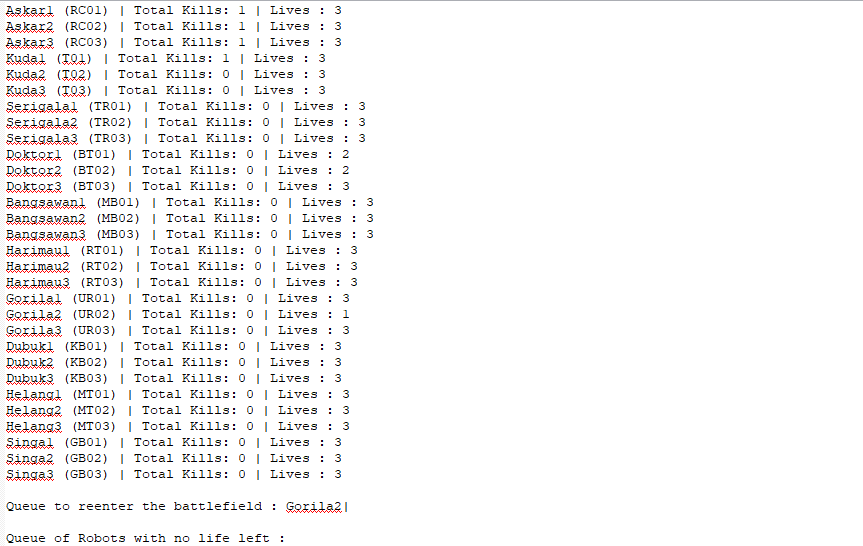 Askar1 (RC01) | Total Kills: 1 | Lives : 3
Askar2 (RC02) | Total Kills: 1 | Lives : 3
Askar3 (RC03) | Total Kills: 1 | Lives : 3
Kuda1 (T01) | Total Kills: 1 | Lives : 3
Kuda2 (T02) | Total Kills: 0 | Lives : 3
Kuda3 (T03) | Total Kills: 0 | Lives : 3
Serigala1 (TR01) | Total Kills: 0 | Lives : 3
Serigala2 (TR02) | Total Kills: 0 | Lives : 3
Serigala3 (TR03) | Total Kills: 0 | Lives : 3
Doktor1 (BT01) | Total Kills: 0 | Lives : 2
Doktor2 (BT02) | Total Kills: 0 | Lives : 2
Doktor3 (BT03) | Total Kills: 0 | Lives : 3
Bangsawan1 (MB01) | Total Kills: 0 | Lives : 3
Bangsawan2 (MB02) | Total Kills: 0 | Lives : 3
Bangsawan3 (MB03) | Total Kills: 0 | Lives : 3
Harimau1 (RT01) | Total Kills: 0 | Lives : 3
Harimau2 (RT02) | Total Kills: 0 | Lives : 3
Harimau3 (RT03) | Total Kills: 0 | Lives : 3
Gorila1 (UR01) | Total Kills: 0 | Lives : 3
Gorila2 (UR02) | Total Kills: 0 | Lives : 1
Gorila3 (UR03) | Total Kills: 0 | Lives : 3
Dubuk1 (KB01) | Total Kills: 0 | Lives : 3
Dubuk2 (KB02) | Total Kills: 0 | Lives : 3
Dubuk3 (KB03) | Total Kills: 0 | Lives : 3
Helang1 (MT01) | Total Kills: 0 | Lives : 3
Helang2 (MT02) | Total Kills: 0 | Lives : 3
Helang3 (MT03) | Total Kills: 0 | Lives : 3
Singa1 (GB01) | Total Kills: 0 | Lives : 3
Singa2 (GB02) | Total Kills: 0 | Lives : 3
Singa3 (GB03) | Total Kills: 0 | Lives : 3
Queue to reenter the battlefield : Gorila2|
Queue of Robots with no life left :